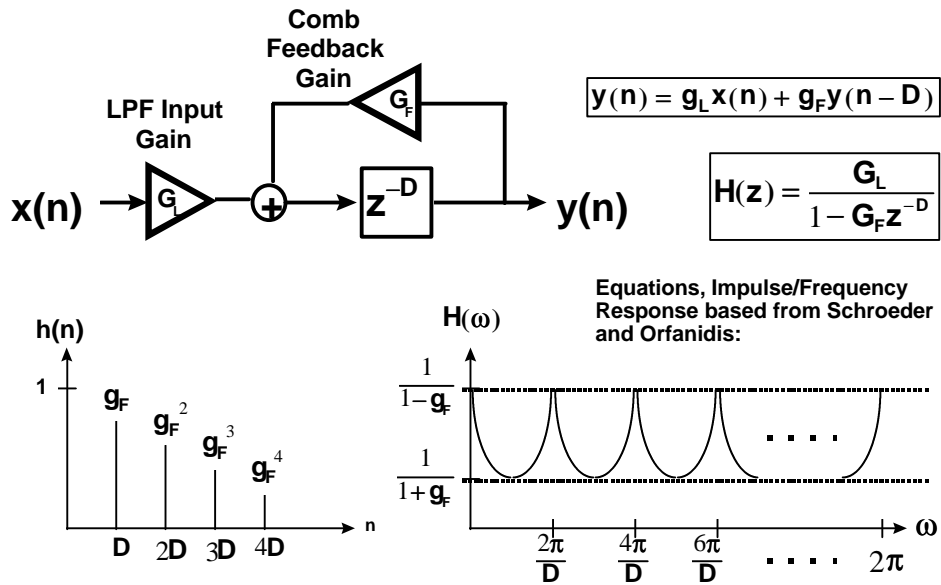 Comb
Feedback
Gain
G_F
LPF Input
Gain
x(n)
G_L
+
z^{-D}
y(n)
y(n) = g_L x(n) + g_F y(n − D)
H(z) = G_L / (1 − G_F z^{-D})
Equations, Impulse/Frequency
Response based from Schroeder
and Orfanidis:
h(n)
1
g_F
g_F^2
g_F^3
g_F^4
n
D 2D 3D 4D
H(ω)
1 / (1 − g_F)
1 / (1 + g_F)
. . . .
ω
2π/D 4π/D 6π/D . . . . 2π